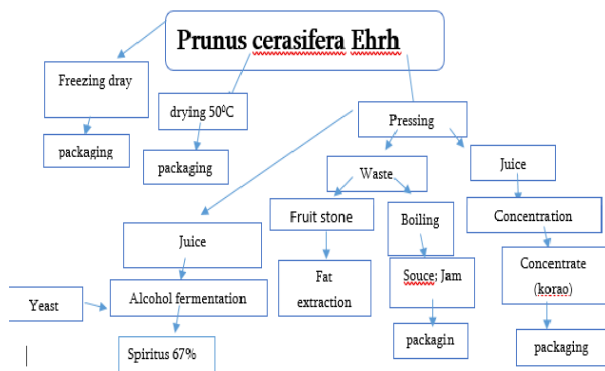 Prunus cerasifera Ehrh
Freezing dray
packaging
drying 50⁰C
packaging
Pressing
Waste
Juice
Fruit stone
Boiling
Concentration
Juice
Fat
extraction
Souce; Jam
Concentrate
(korao)
Yeast
Alcohol fermentation
packagin
packaging
Spiritus 67%